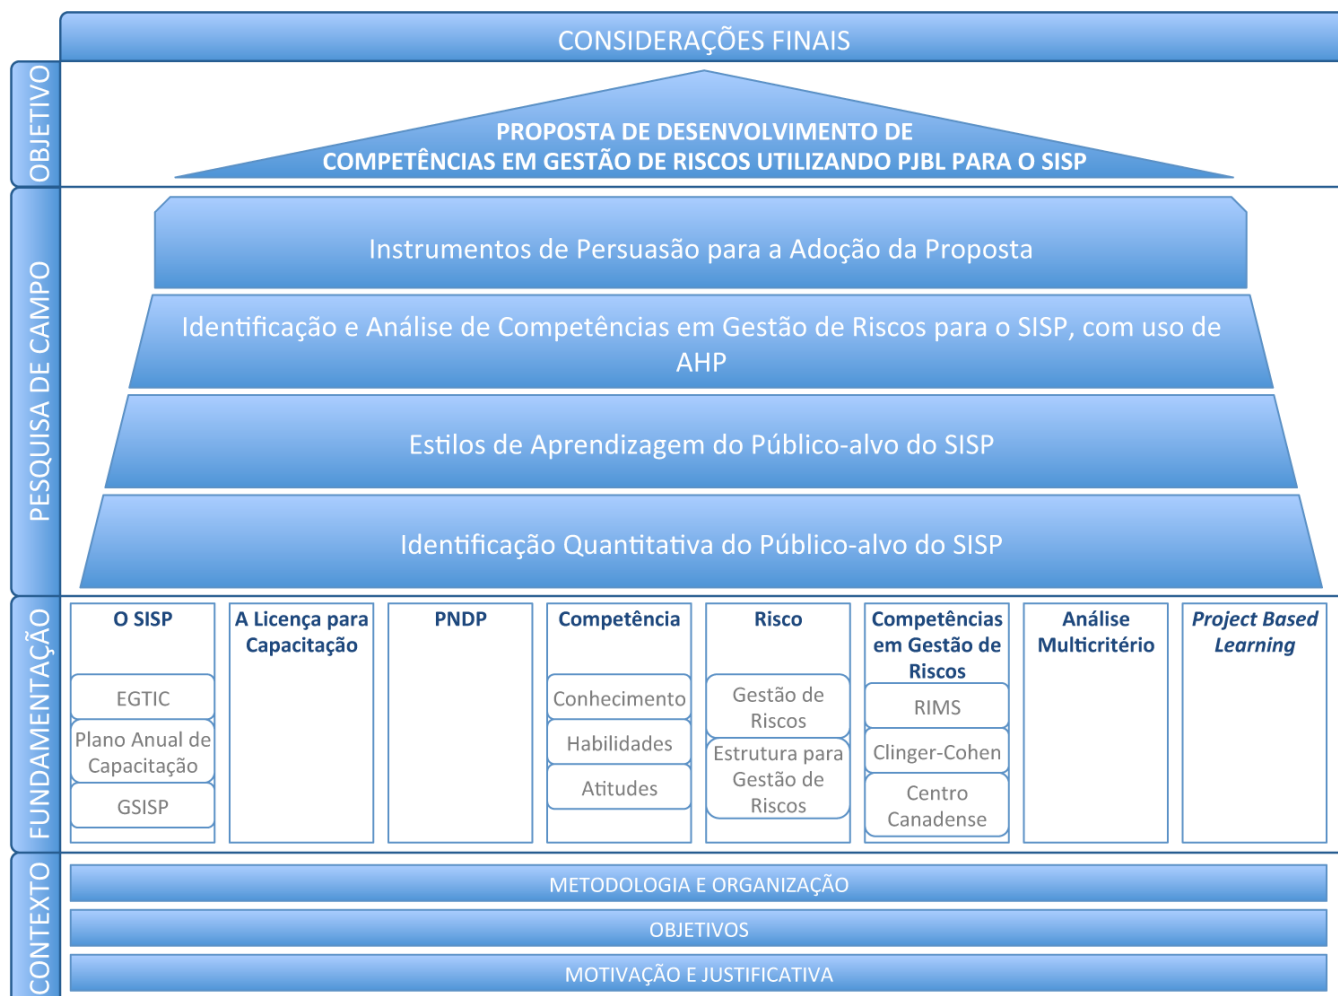 CONSIDERAÇÕES FINAIS
OBJETIVO
PROPOSTA DE DESENVOLVIMENTO DE
COMPETÊNCIAS EM GESTÃO DE RISCOS UTILIZANDO PJBL PARA O SISP
PESQUISA DE CAMPO
Instrumentos de Persuasão para a Adoção da Proposta
Identificação e Análise de Competências em Gestão de Riscos para o SISP, com uso de
AHP
Estilos de Aprendizagem do Público-alvo do SISP
Identificação Quantitativa do Público-alvo do SISP
FUNDAMENTAÇÃO
O SISP
EGTIC
Plano Anual de
Capacitação
GSISP
A Licença para
Capacitação
PNDP
Competência
Conhecimento
Habilidades
Atitudes
Risco
Gestão de
Riscos
Estrutura para
Gestão de
Riscos
Competências
em Gestão de
Riscos
RIMS
Clinger-Cohen
Centro
Canadense
Análise
Multicritério
Project Based
Learning
CONTEXTO
METODOLOGIA E ORGANIZAÇÃO
OBJETIVOS
MOTIVAÇÃO E JUSTIFICATIVA